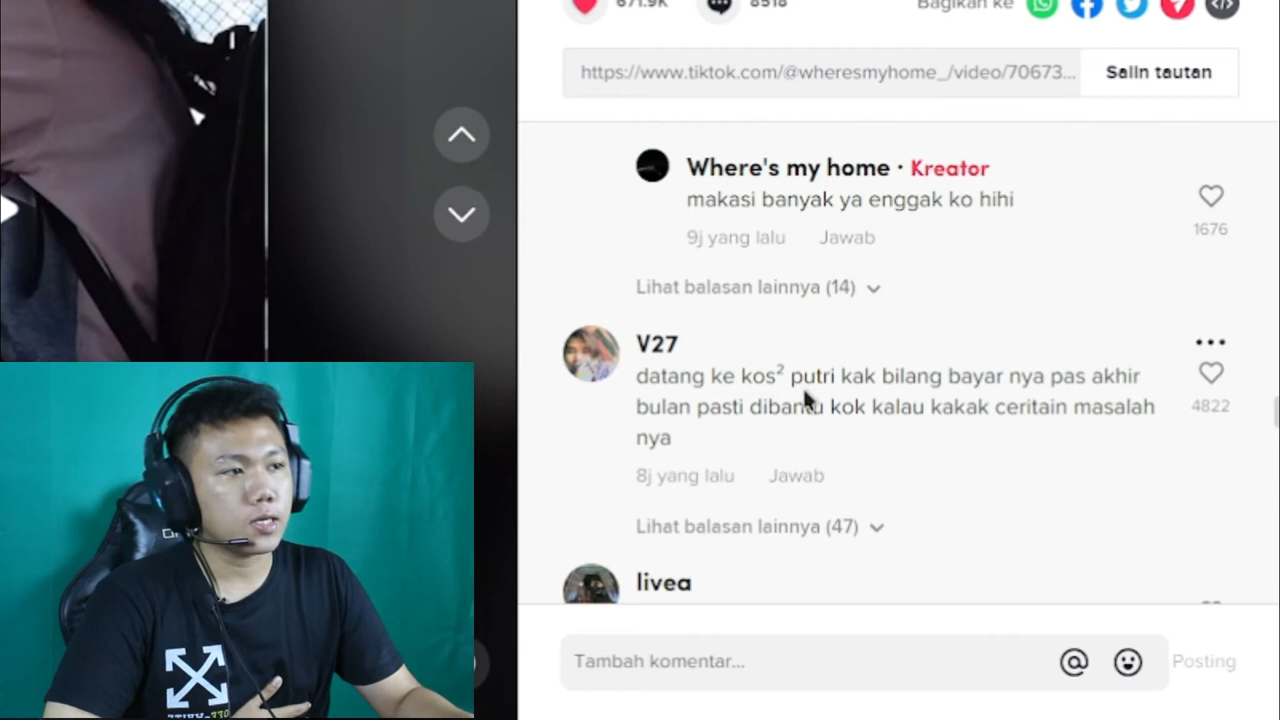 671.9K
8518
Bagikan ke
https://www.tiktok.com/@wheresmyhome_/video/70673...
Salin tautan
Where's my home · Kreator
makasi banyak ya enggak ko hihi
1676
9j yang lalu Jawab
Lihat balasan lainnya (14)
V27
datang ke kos² putri kak bilang bayar nya pas akhir
bulan pasti dibantu kok kalau kakak ceritain masalah
nya
4822
8j yang lalu Jawab
Lihat balasan lainnya (47)
livea
Tambah komentar...
Posting